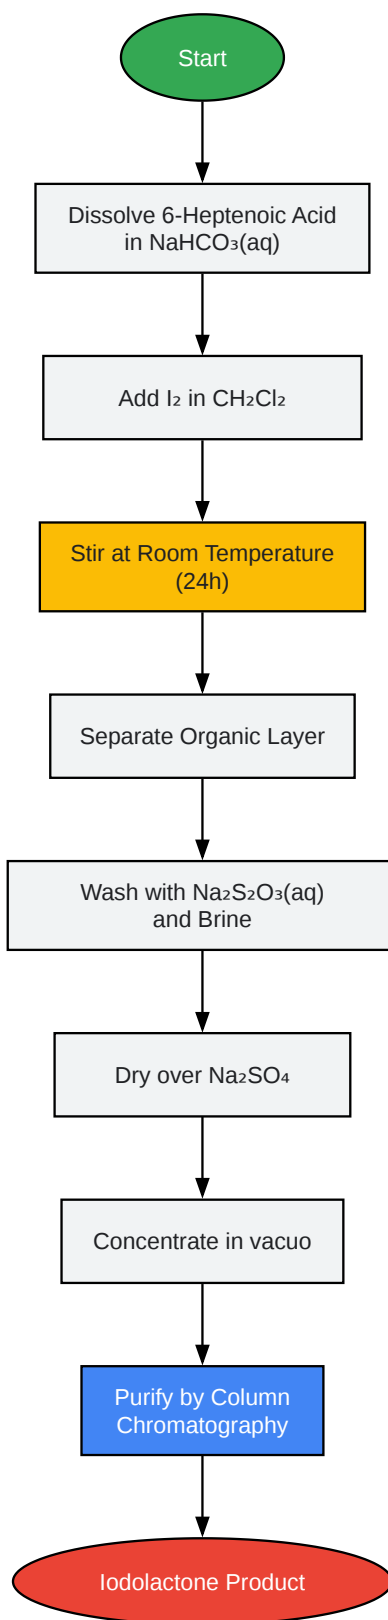 Start
Dissolve 6-Heptenoic Acid
in NaHCO₃(aq)
Add I₂ in CH₂Cl₂
Stir at Room Temperature
(24h)
Separate Organic Layer
Wash with Na₂S₂O₃(aq)
and Brine
Dry over Na₂SO₄
Concentrate in vacuo
Purify by Column
Chromatography
Iodolactone Product